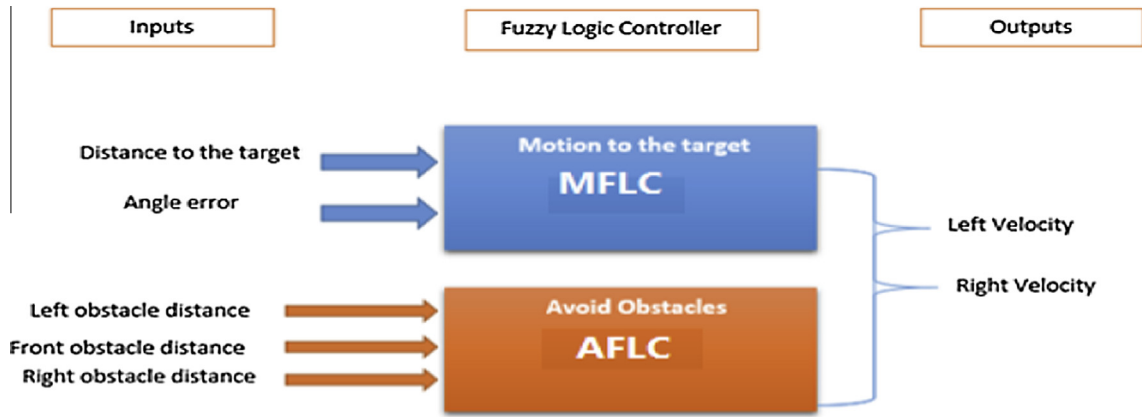 Inputs
Fuzzy Logic Controller
Outputs
Distance to the target
Angle error
Motion to the target
MFLC
Left Velocity
Right Velocity
Left obstacle distance
Front obstacle distance
Right obstacle distance
Avoid Obstacles
AFLC